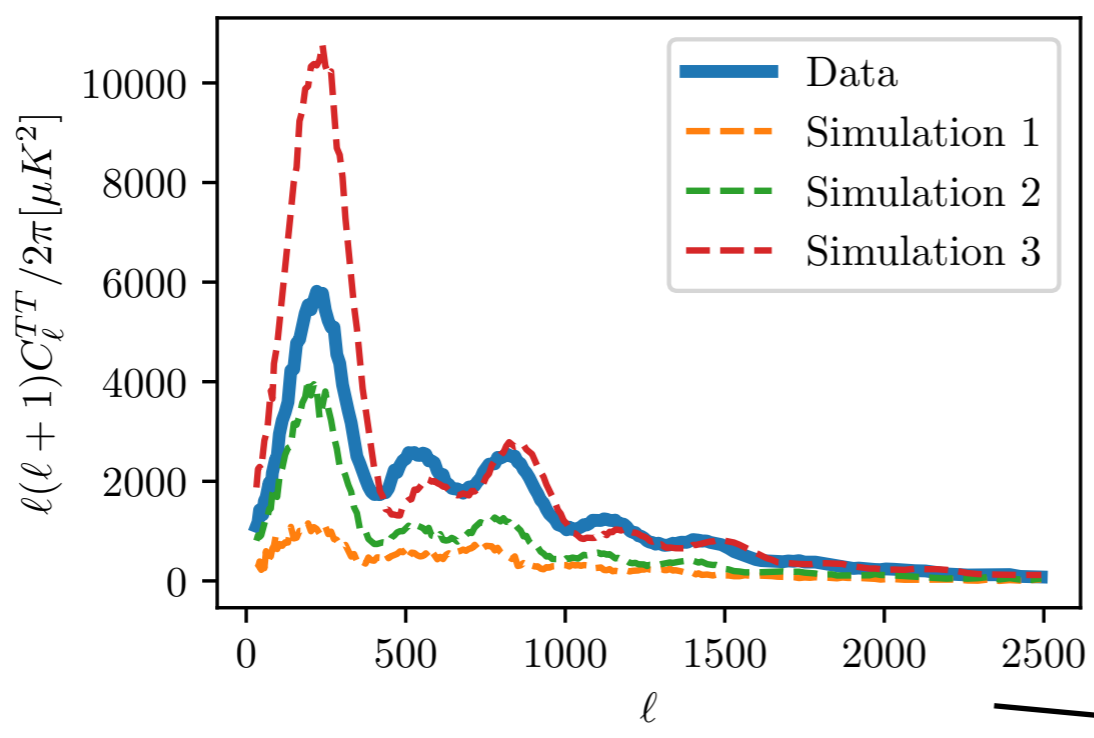 ℓ(ℓ + 1)C_ℓ^{TT}/2π[μK²]
10000
8000
6000
4000
2000
0
Data
Simulation 1
Simulation 2
Simulation 3
0 500 1000 1500 2000 2500
ℓ